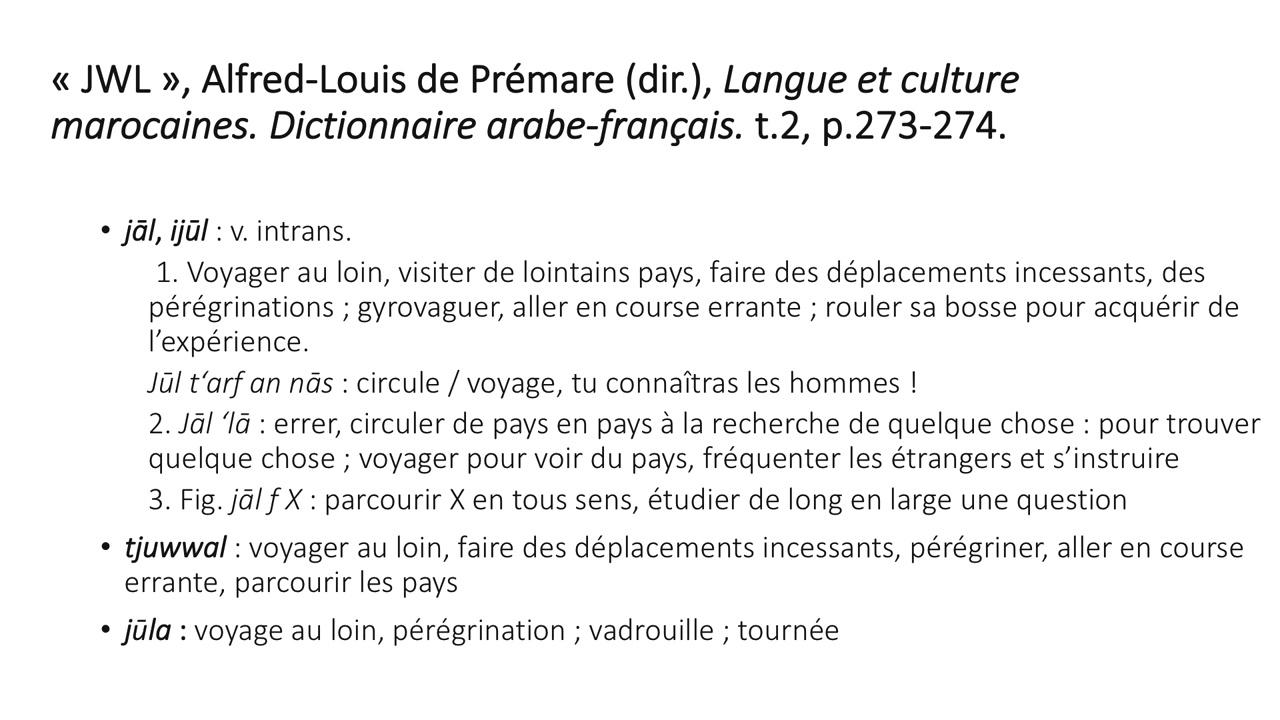 « JWL », Alfred-Louis de Prémare (dir.), Langue et culture
marocaines. Dictionnaire arabe-français. t.2, p.273-274.
• jāl, ijūl : v. intrans.
1. Voyager au loin, visiter de lointains pays, faire des déplacements incessants, des
pérégrinations ; gyrovaguer, aller en course errante ; rouler sa bosse pour acquérir de
l’expérience.
Jūl t‘arf an nās : circule / voyage, tu connaîtras les hommes !
2. Jāl ‘lā : errer, circuler de pays en pays à la recherche de quelque chose : pour trouver
quelque chose ; voyager pour voir du pays, fréquenter les étrangers et s’instruire
3. Fig. jāl f X : parcourir X en tous sens, étudier de long en large une question
• tjuwwal : voyager au loin, faire des déplacements incessants, pérégriner, aller en course
errante, parcourir les pays
• jūla : voyage au loin, pérégrination ; vadrouille ; tournée